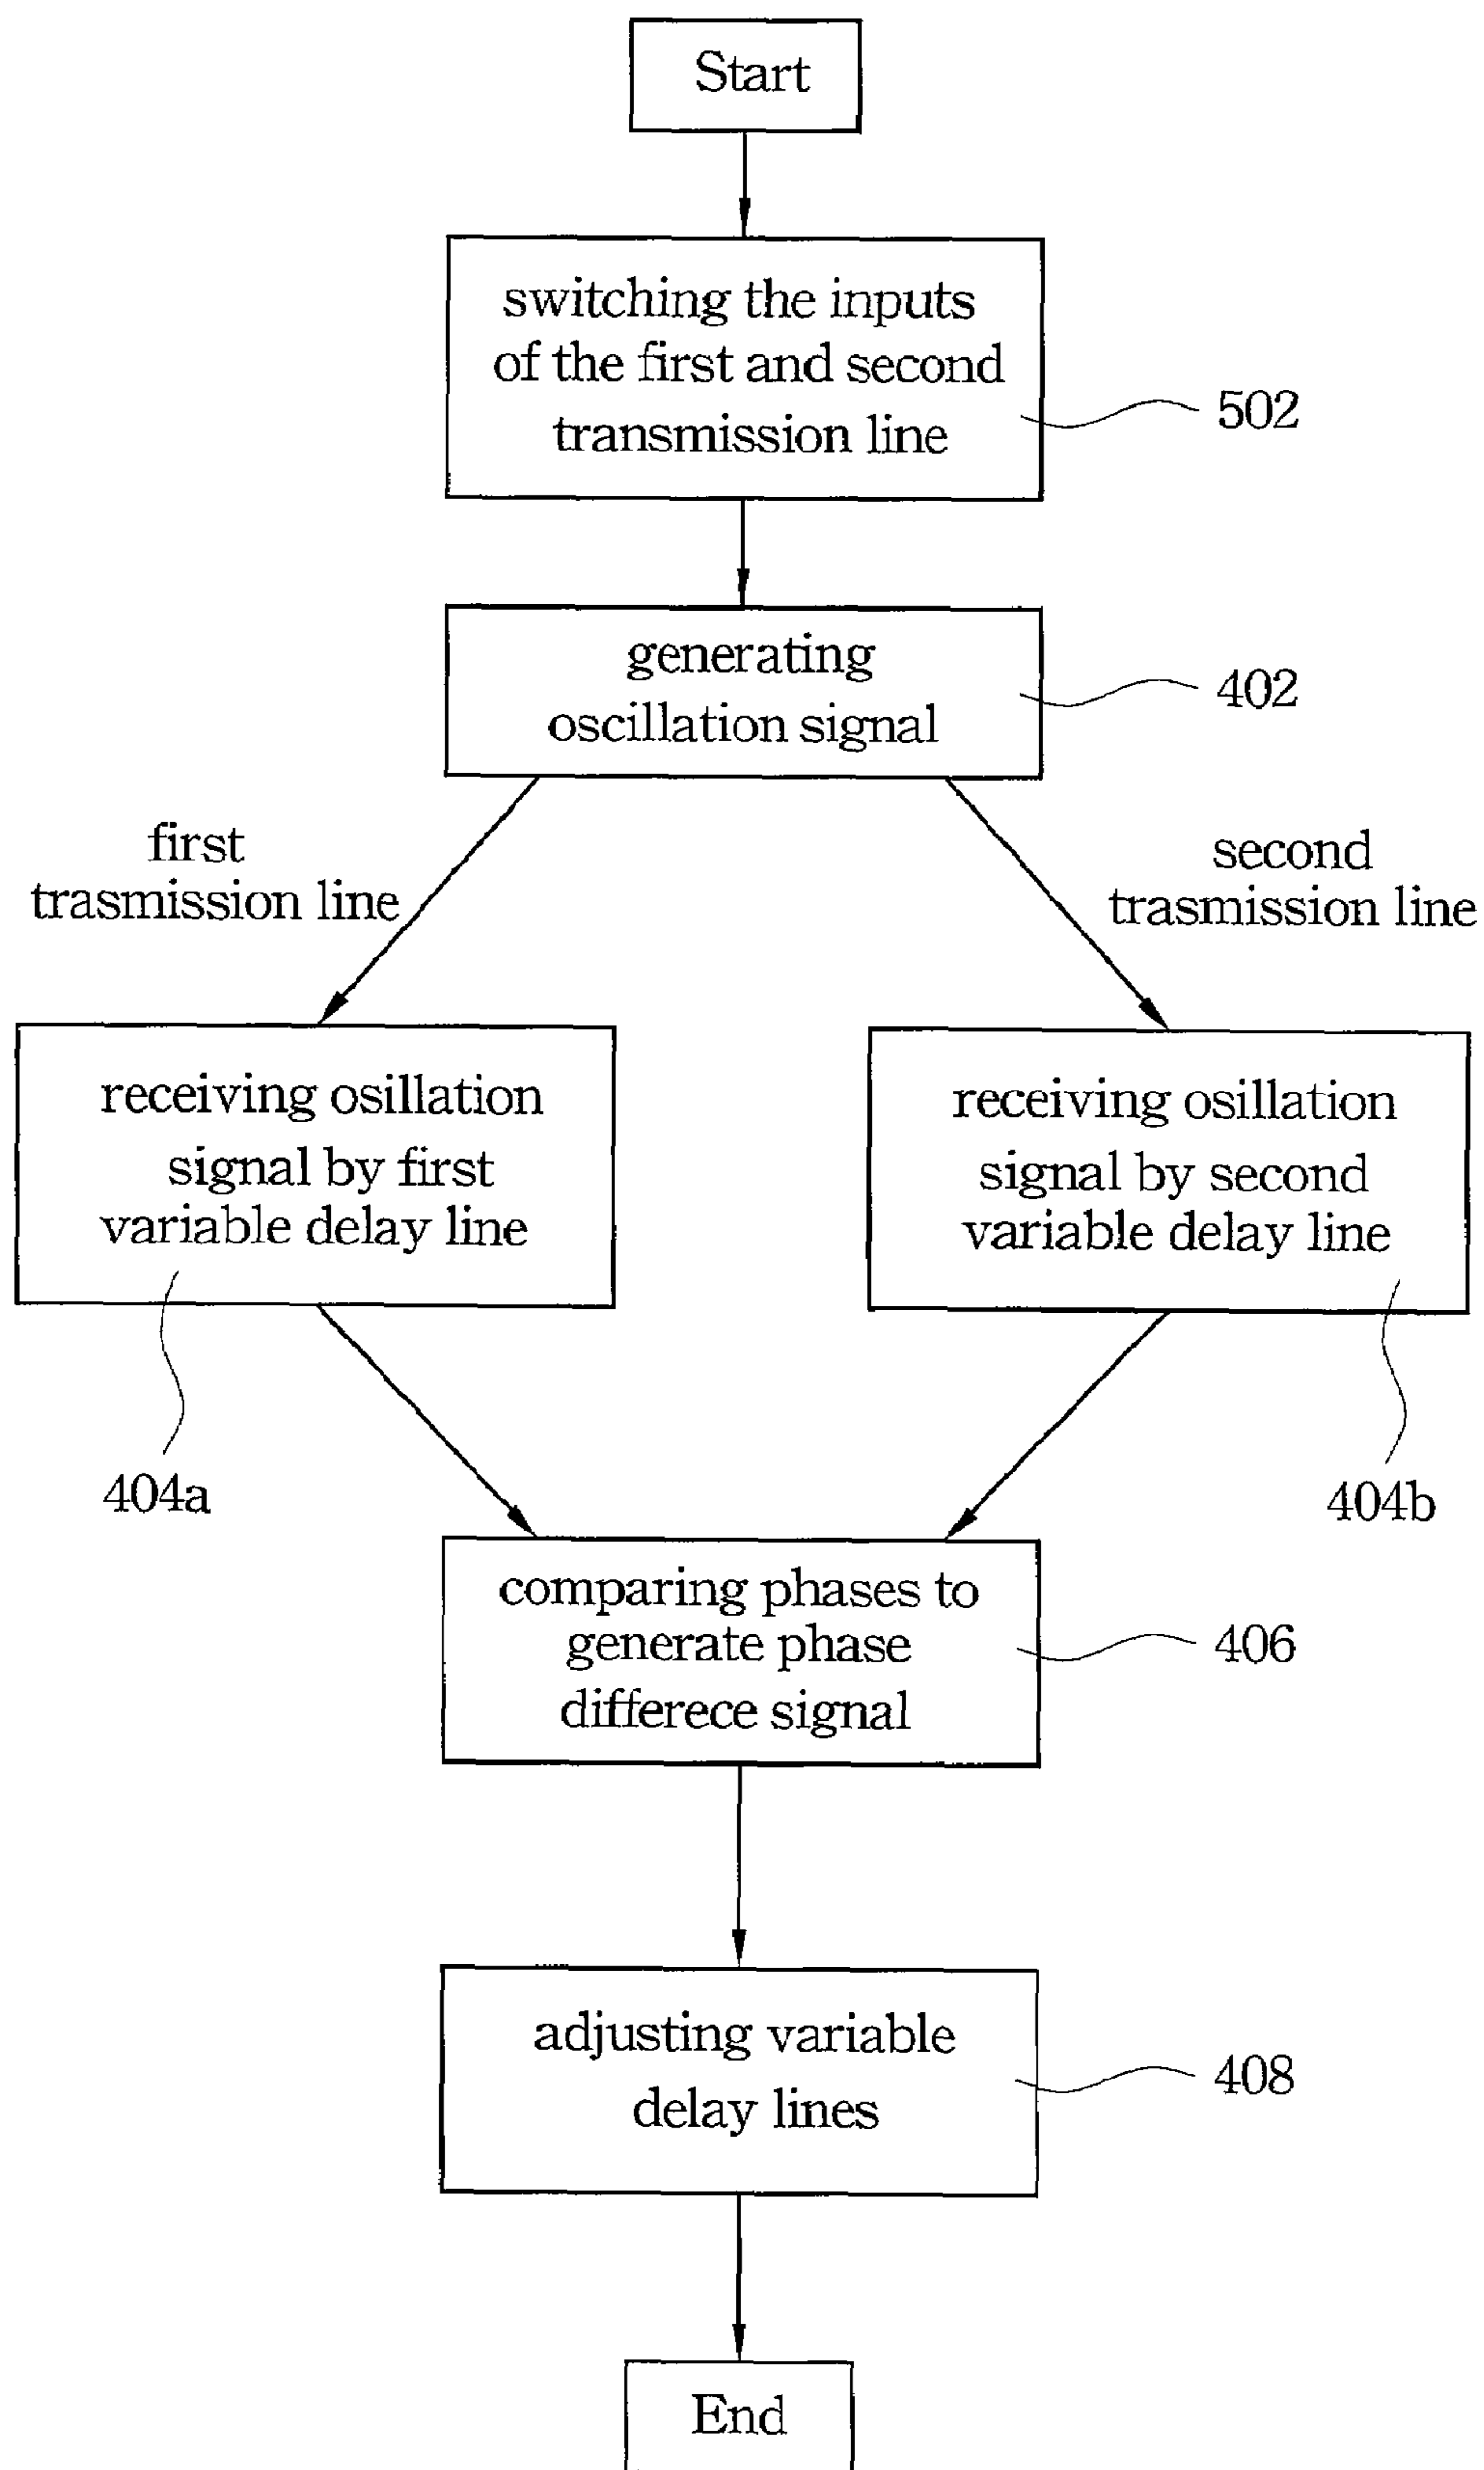 Start
switching the inputs
of the first and second
transmission line
502
generating
oscillation signal
402
first
trasmission line
second
trasmission line
receiving osillation
signal by first
variable delay line
404a
receiving osillation
signal by second
variable delay line
404b
comparing phases to
generate phase
differece signal
406
adjusting variable
delay lines
408
End